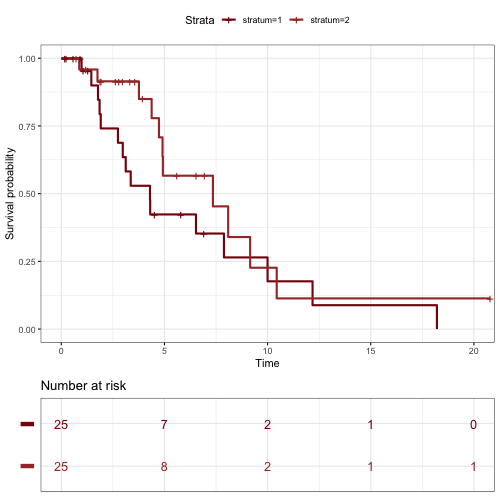 Strata stratum=1 stratum=2
1.00
0.75
0.50
0.25
0.00
Survival probability
0 5 10 15 20
Time
Number at risk
25 7 2 1 0
25 8 2 1 1